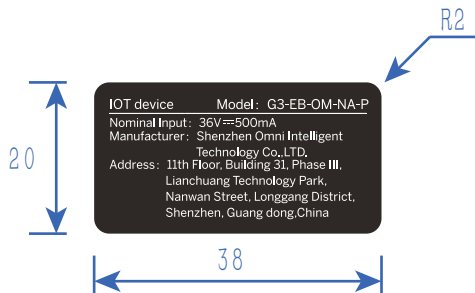 R2
IOT device Model: G3-EB-OM-NA-P
Nominal Input: 36V⎓500mA
Manufacturer: Shenzhen Omni Intelligent
Technology Co.,LTD.
Address: 11th Floor, Building 31, Phase III,
Lianchuang Technology Park,
Nanwan Street, Longgang District,
Shenzhen, Guang dong,China
20
38